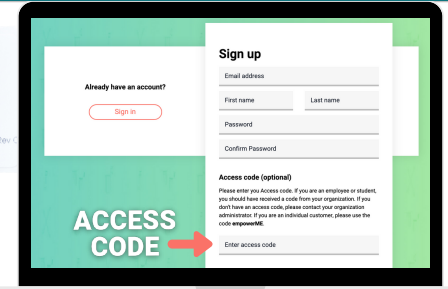 Sign up
Email address
Already have an account?
First name
Last name
Sign in
Password
Confirm Password
Access code (optional)
Please enter you Access code. If you are an employee or student,
you should have received a code from your organization. If you
don't have an access code, please contact your organization
administrator. If you are an individual customer, please use the
code empowerME.
ACCESS
CODE
Enter access code